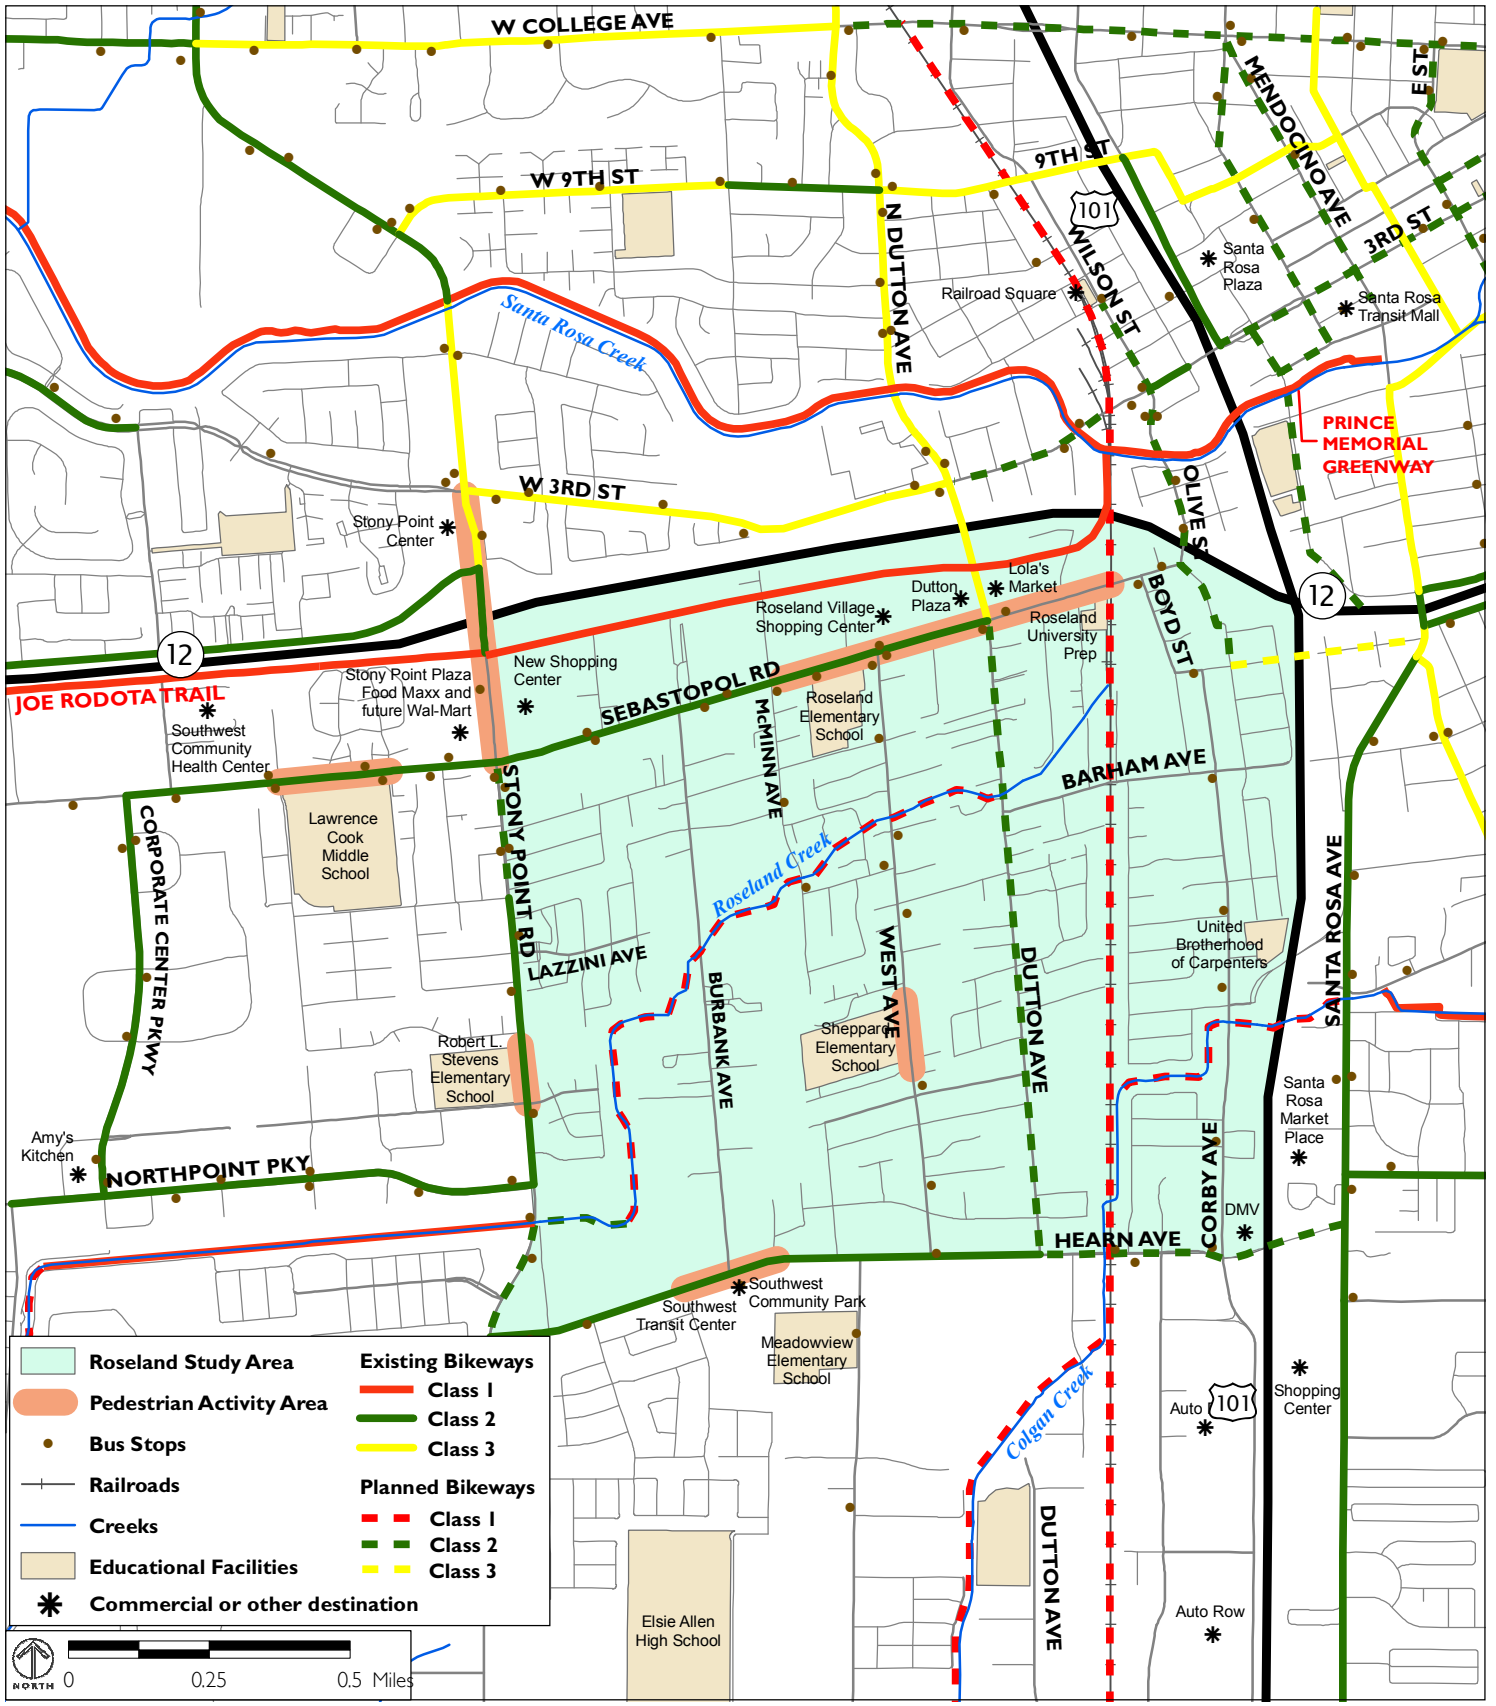 W COLLEGE AVE
E ST
MENDOCINO AVE
9TH ST
W 9TH ST
101
N DUTTON AVE
WILSON ST
3RD ST
Santa
Rosa
Plaza
Railroad Square
Santa Rosa
Transit Mall
Santa Rosa Creek
PRINCE
MEMORIAL
GREENWAY
W 3RD ST
OLIVE ST
Stony Point
Center
Lola's
Market
Dutton
Plaza
12
Roseland Village
Shopping Center
BOYD ST
Roseland
University
Prep
12
New Shopping
Center
Stony Point Plaza
Food Maxx and
future Wal-Mart
SEBASTOPOL RD
JOE RODOTA TRAIL
Roseland
Elementary
School
McMINN AVE
Southwest
Community
Health Center
BARHAM AVE
STONY POINT RD
CORPORATE CENTER PKWY
Lawrence
Cook
Middle
School
Roseland Creek
SANTA ROSA AVE
United
Brotherhood
of Carpenters
WEST AVE
LAZZINI AVE
DUTTON AVE
BURBANK AVE
Sheppard
Elementary
School
Robert L.
Stevens
Elementary
School
Santa
Rosa
Market
Place
Amy's
Kitchen
CORBY AVE
NORTHPOINT PKY
DMV
HEARN AVE
Southwest
Community Park
Southwest
Transit Center
Meadowview
Elementary
School
Colgan Creek
Shopping
Center
Auto
101
DUTTON AVE
Auto Row
Elsie Allen
High School
Roseland Study Area
Pedestrian Activity Area
Bus Stops
Railroads
Creeks
Educational Facilities
Commercial or other destination
Existing Bikeways
Class 1
Class 2
Class 3
Planned Bikeways
Class 1
Class 2
Class 3
NORTH
0 0.25 0.5 Miles